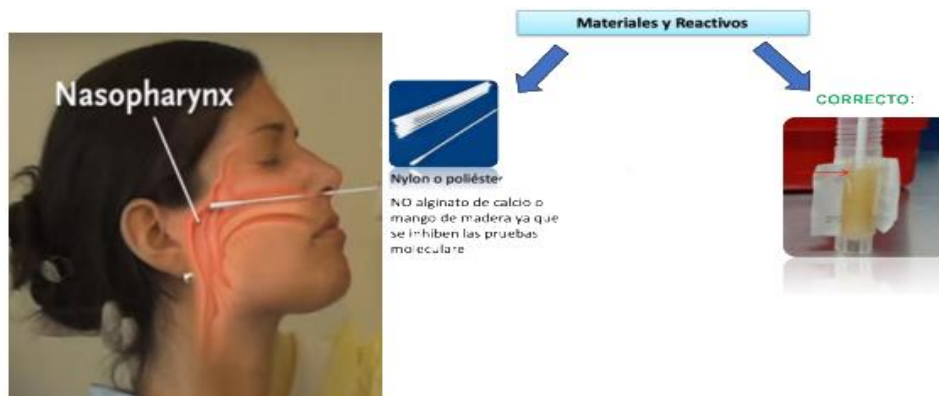 Materiales y Reactivos
Nasopharynx
CORRECTO:
Nylon o poliéster
NO alginato de calcio o
mango de madera ya que
se inhiben las pruebas
moleculare